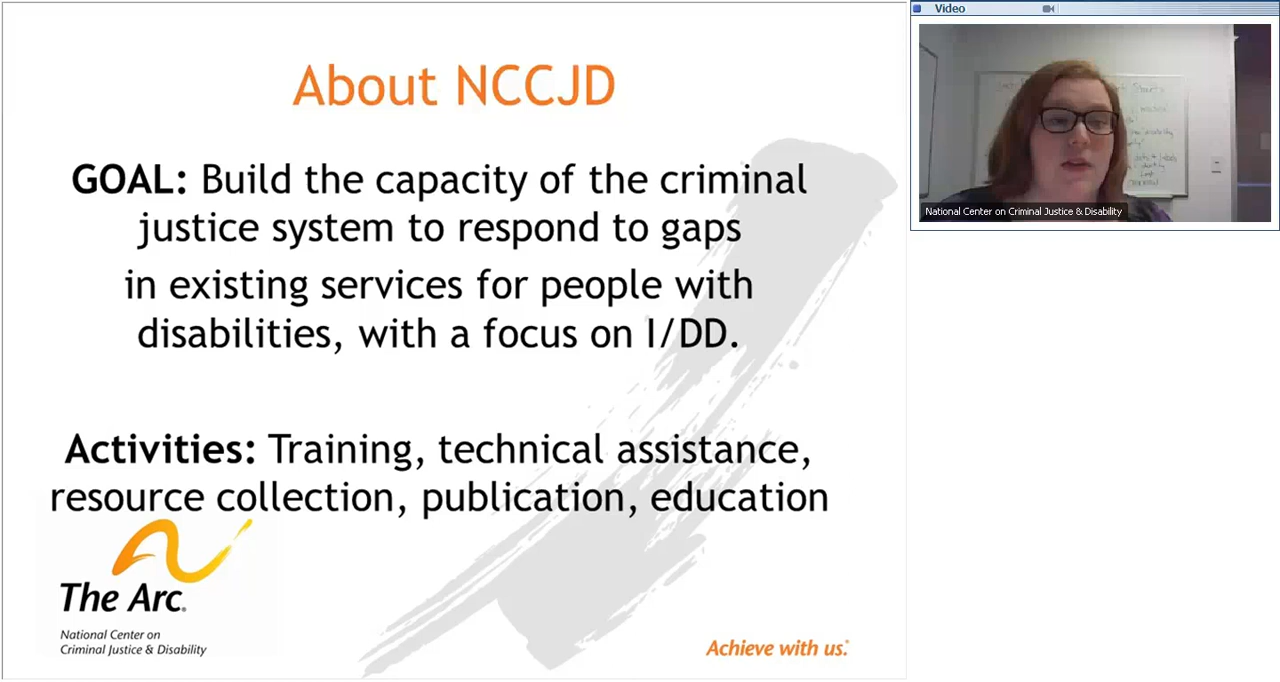 About NCCJD
GOAL: Build the capacity of the criminal
justice system to respond to gaps
in existing services for people with
disabilities, with a focus on I/DD.
Activities: Training, technical assistance,
resource collection, publication, education
The Arc®
National Center on
Criminal Justice & Disability
Achieve with us.®
Video
National Center on Criminal Justice & Disability